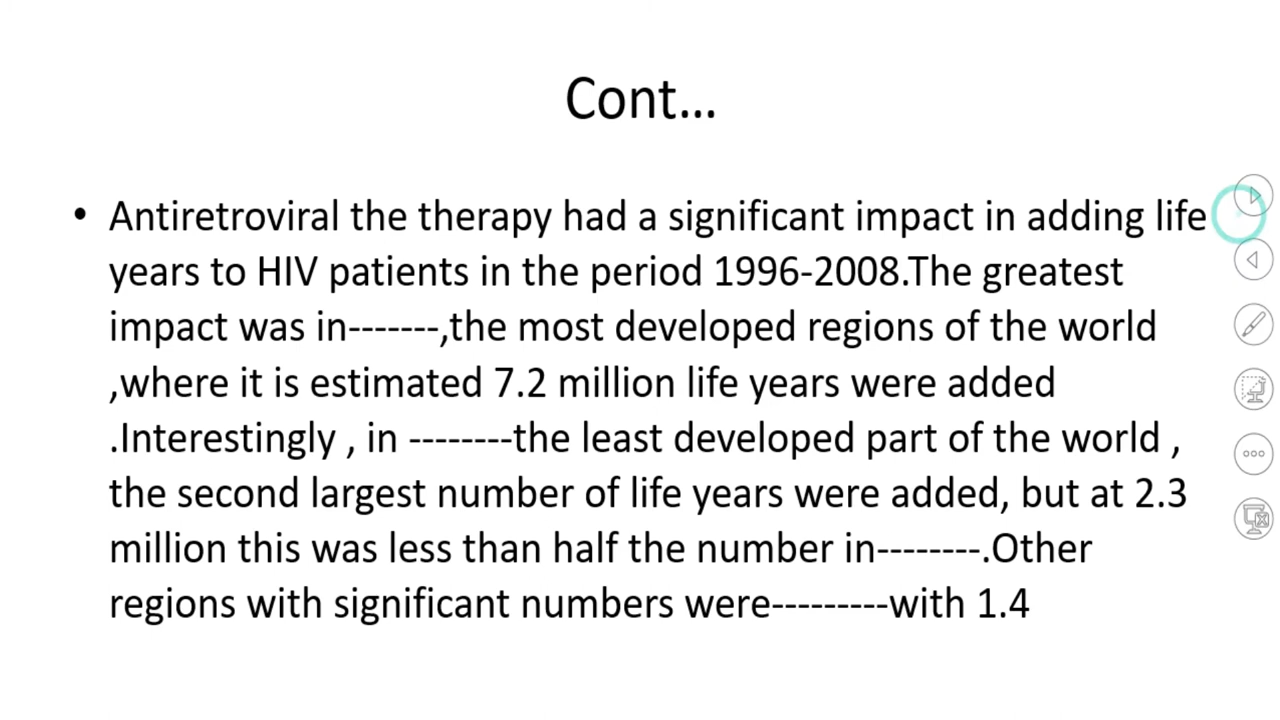 Cont...
• Antiretroviral the therapy had a significant impact in adding life
years to HIV patients in the period 1996-2008.The greatest
impact was in-------,the most developed regions of the world
,where it is estimated 7.2 million life years were added
.Interestingly , in --------the least developed part of the world ,
the second largest number of life years were added, but at 2.3
million this was less than half the number in--------.Other
regions with significant numbers were---------with 1.4